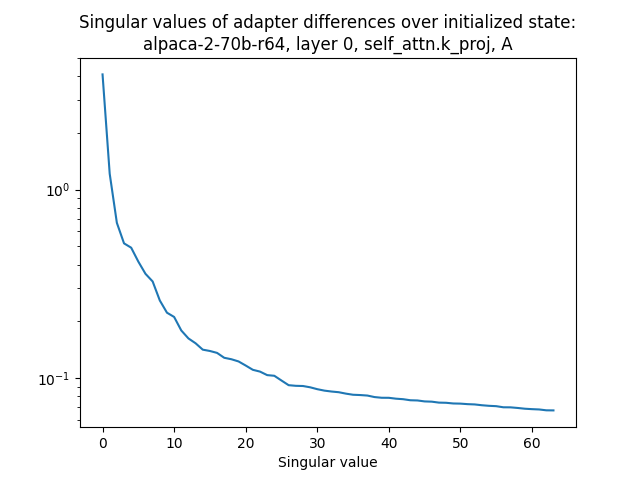 Singular values of adapter differences over initialized state:
alpaca-2-70b-r64, layer 0, self_attn.k_proj, A
10⁰
10⁻¹
0 10 20 30 40 50 60
Singular value